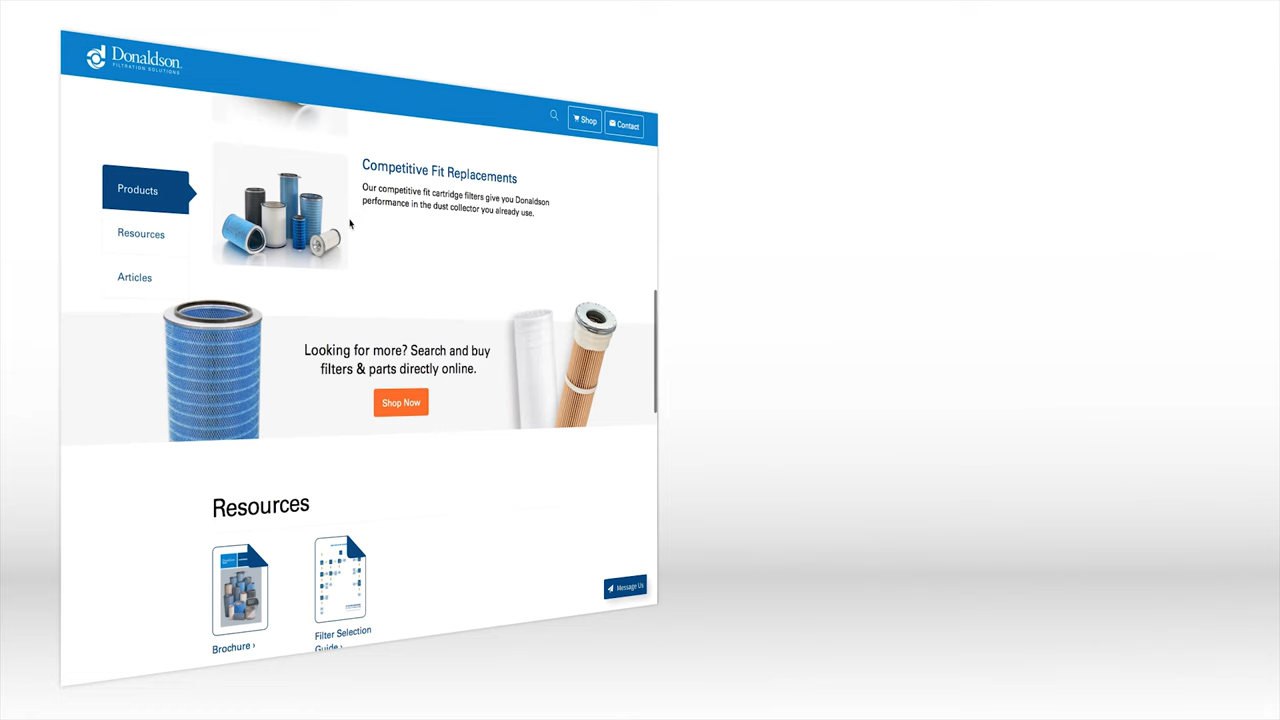 Donaldson
FILTRATION SOLUTIONS
Shop
Contact
Competitive Fit Replacements
Our competitive fit cartridge filters give you Donaldson
performance in the dust collector you already use.
Products
Resources
Articles
Looking for more? Search and buy
filters & parts directly online.
Shop Now
Resources
Message Us
Brochure ›
Filter Selection
Guide ›